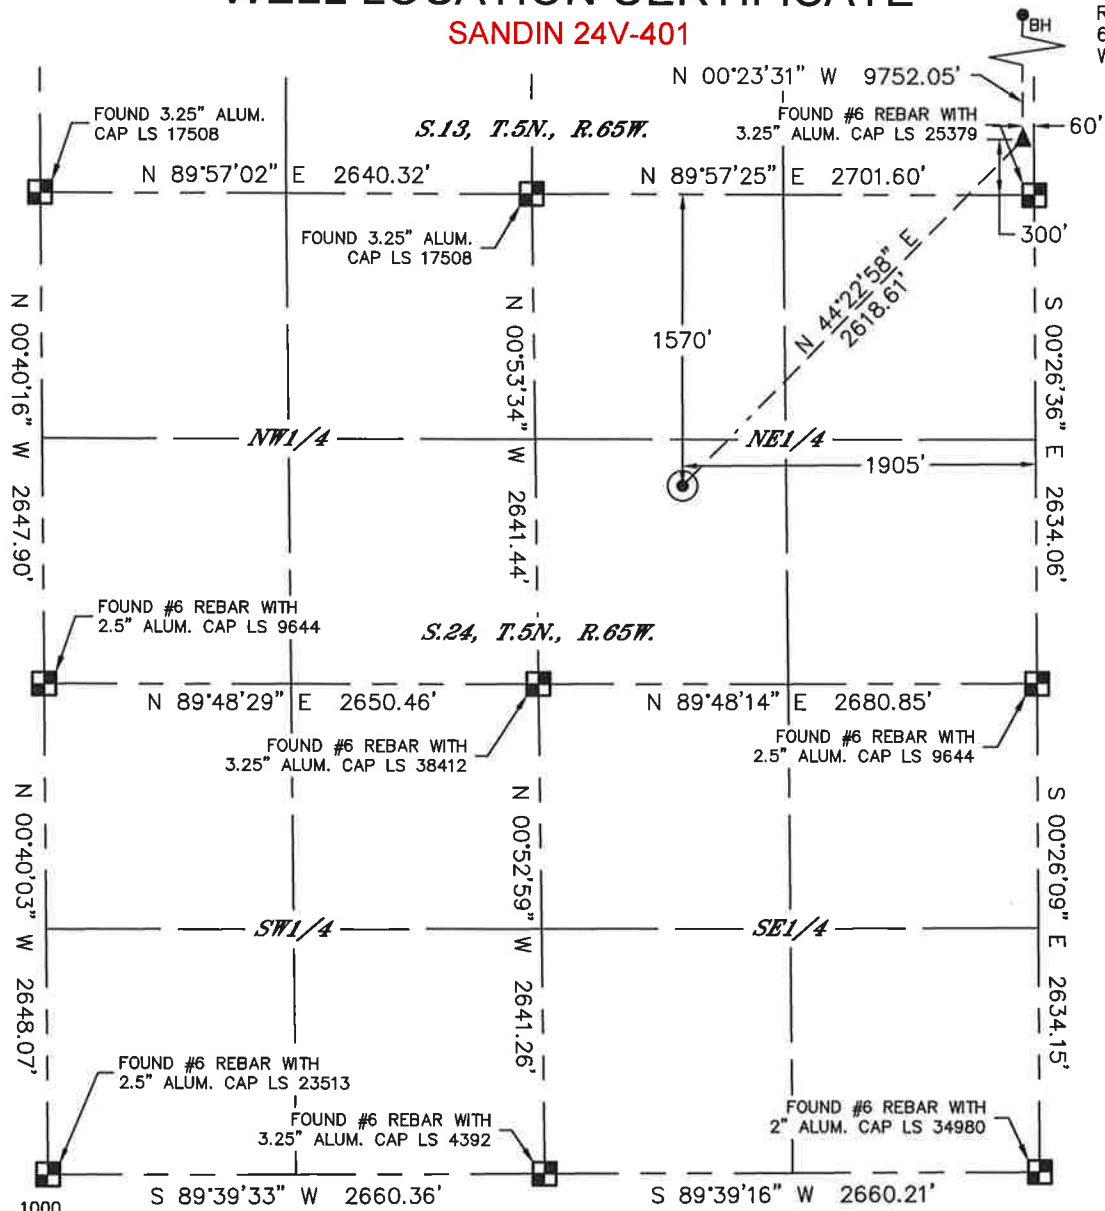 SANDIN 24V-401
BH
N 00°23'31" W 9752.05'
FOUND 3.25" ALUM.
CAP LS 17508
S.13, T.5N., R.65W.
FOUND #6 REBAR WITH
3.25" ALUM. CAP LS 25379
60'
N 89°57'02" E 2640.32'
N 89°57'25" E 2701.60'
FOUND 3.25" ALUM.
CAP LS 17508
300'
N 44°22'58" E
2618.61'
1570'
N 00°40'16" W 2647.90'
N 00°53'34" W 2641.44'
S 00°26'36" E 2634.06'
NW1/4
NE1/4
1905'
FOUND #6 REBAR WITH
2.5" ALUM. CAP LS 9644
S.24, T.5N., R.65W.
N 89°48'29" E 2650.46'
N 89°48'14" E 2680.85'
FOUND #6 REBAR WITH
3.25" ALUM. CAP LS 38412
FOUND #6 REBAR WITH
2.5" ALUM. CAP LS 9644
N 00°40'03" W 2648.07'
N 00°52'59" W 2641.26'
S 00°26'09" E 2634.15'
SW1/4
SE1/4
FOUND #6 REBAR WITH
2.5" ALUM. CAP LS 23513
FOUND #6 REBAR WITH
3.25" ALUM. CAP LS 4392
FOUND #6 REBAR WITH
2" ALUM. CAP LS 34980
S 89°39'33" W 2660.36'
S 89°39'16" W 2660.21'
1000